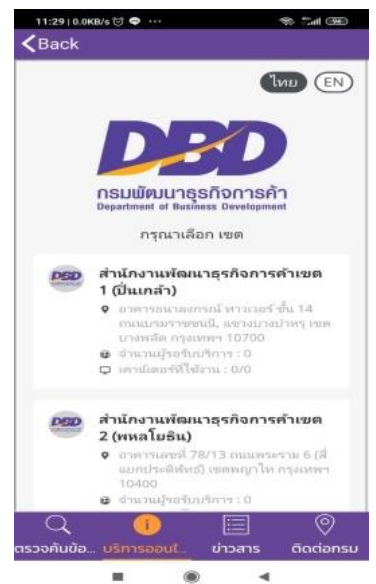 11:29 | 0.0KB/s
Back
ไทย
EN
DBD
กรมพัฒนาธุรกิจการค้า
Department of Business Development
กรุณาเลือก เขต
DBD
สำนักงานพัฒนาธุรกิจการค้าเขต
1 (ปิ่นเกล้า)
อาคารธนาลงกรณ์ ทาวเวอร์ ชั้น 14
ถนนบรมราชชนนี, แขวงบางบำหรุ เขต
บางพลัด กรุงเทพฯ 10700
จำนวนผู้รอรับบริการ : 0
เคาน์เตอร์ที่ใช้งาน : 0/0
DBD
สำนักงานพัฒนาธุรกิจการค้าเขต
2 (พหลโยธิน)
อาคารเลขที่ 78/13 ถนนพระราม 6 (สี่
แยกประดิพัทธ์) เขตพญาไท กรุงเทพฯ
10400
จำนวนผู้รอรับบริการ : 0
ตรวจค้นข้อ...
บริการออนไ...
ข่าวสาร
ติดต่อกรม